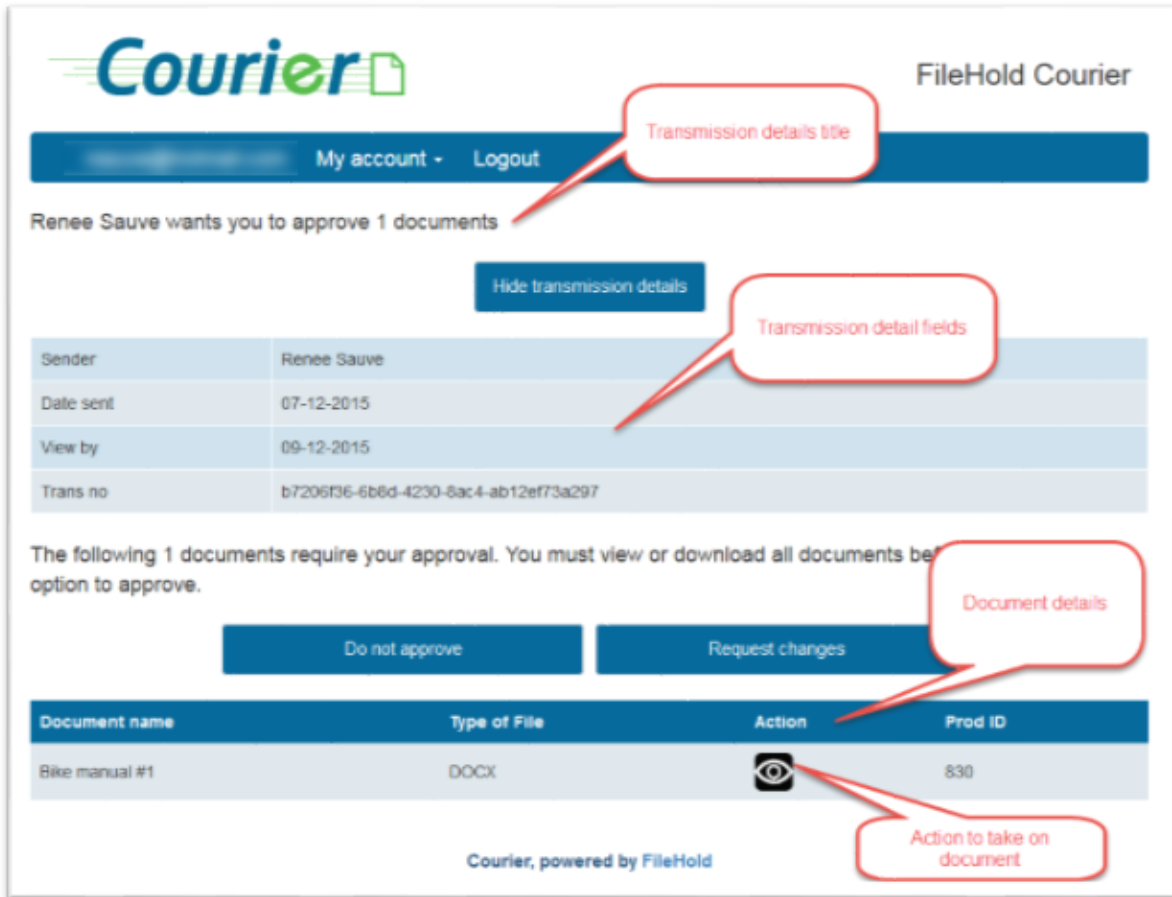 Courier
FileHold Courier
Transmission details title
My account Logout
Renee Sauve wants you to approve 1 documents
Hide transmission details
Transmission detail fields
Sender Renee Sauve
Date sent 07-12-2015
View by 09-12-2015
Trans no b7206f36-6b8d-4230-8ac4-ab12ef73a297
The following 1 documents require your approval. You must view or download all documents
option to approve.
Document details
Do not approve Request changes
Document name Type of File Action Prod ID
Bike manual #1 DOCX 830
Action to take on
document
Courier, powered by FileHold